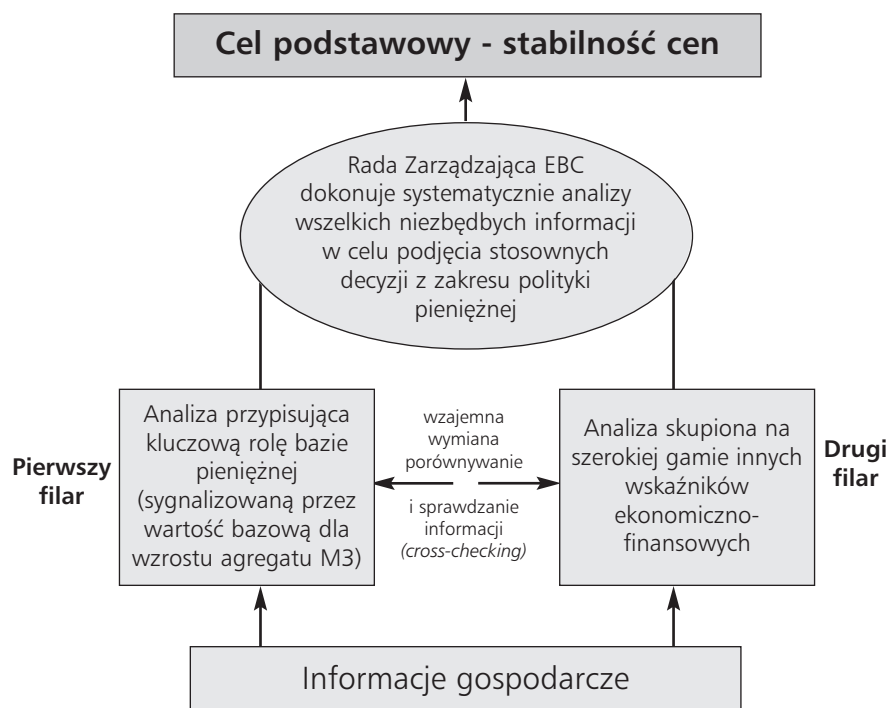 Cel podstawowy - stabilność cen
Rada Zarządzająca EBC
dokonuje systematycznie analizy
wszelkich niezbędbych informacji
w celu podjęcia stosownych
decyzji z zakresu polityki
pieniężnej
Pierwszy
filar
Analiza przypisująca
kluczową rolę bazie
pieniężnej
(sygnalizowaną przez
wartość bazową dla
wzrostu agregatu M3)
wzajemna
wymiana
porównywanie
i sprawdzanie
informacji
(cross-checking)
Analiza skupiona na
szerokiej gamie innych
wskaźników
ekonomiczno-
finansowych
Drugi
filar
Informacje gospodarcze